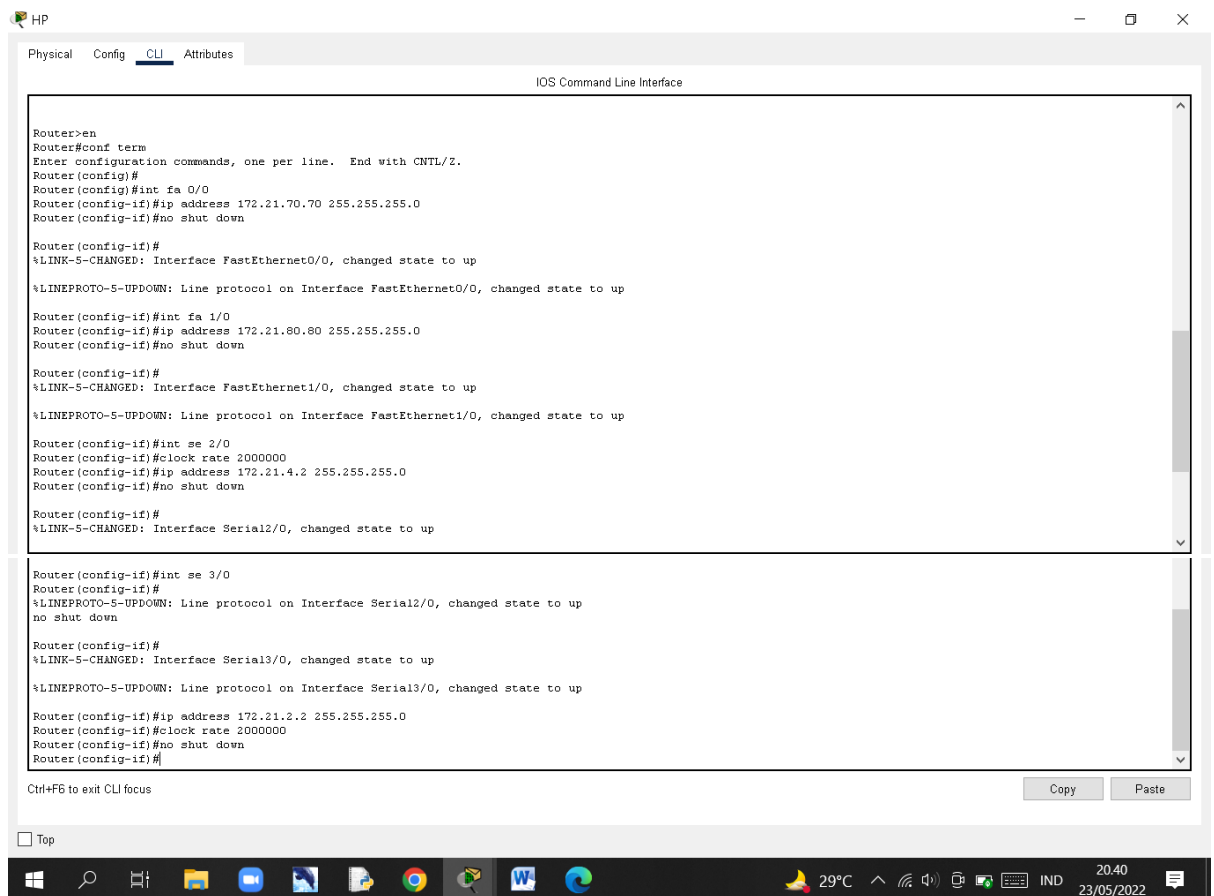 HP
Physical Config CLI Attributes
IOS Command Line Interface
Router>en
Router#conf term
Enter configuration commands, one per line.  End with CNTL/Z.
Router(config)#
Router(config)#int fa 0/0
Router(config-if)#ip address 172.21.70.70 255.255.255.0
Router(config-if)#no shut down
Router(config-if)#
%LINK-5-CHANGED: Interface FastEthernet0/0, changed state to up
%LINEPROTO-5-UPDOWN: Line protocol on Interface FastEthernet0/0, changed state to up
Router(config-if)#int fa 1/0
Router(config-if)#ip address 172.21.80.80 255.255.255.0
Router(config-if)#no shut down
Router(config-if)#
%LINK-5-CHANGED: Interface FastEthernet1/0, changed state to up
%LINEPROTO-5-UPDOWN: Line protocol on Interface FastEthernet1/0, changed state to up
Router(config-if)#int se 2/0
Router(config-if)#clock rate 2000000
Router(config-if)#ip address 172.21.4.2 255.255.255.0
Router(config-if)#no shut down
Router(config-if)#
%LINK-5-CHANGED: Interface Serial2/0, changed state to up
Router(config-if)#int se 3/0
Router(config-if)#
%LINEPROTO-5-UPDOWN: Line protocol on Interface Serial2/0, changed state to up
no shut down
Router(config-if)#
%LINK-5-CHANGED: Interface Serial3/0, changed state to up
%LINEPROTO-5-UPDOWN: Line protocol on Interface Serial3/0, changed state to up
Router(config-if)#ip address 172.21.2.2 255.255.255.0
Router(config-if)#clock rate 2000000
Router(config-if)#no shut down
Router(config-if)#
Ctrl+F6 to exit CLI focus
Copy Paste
Top
29°C IND 20.40
23/05/2022